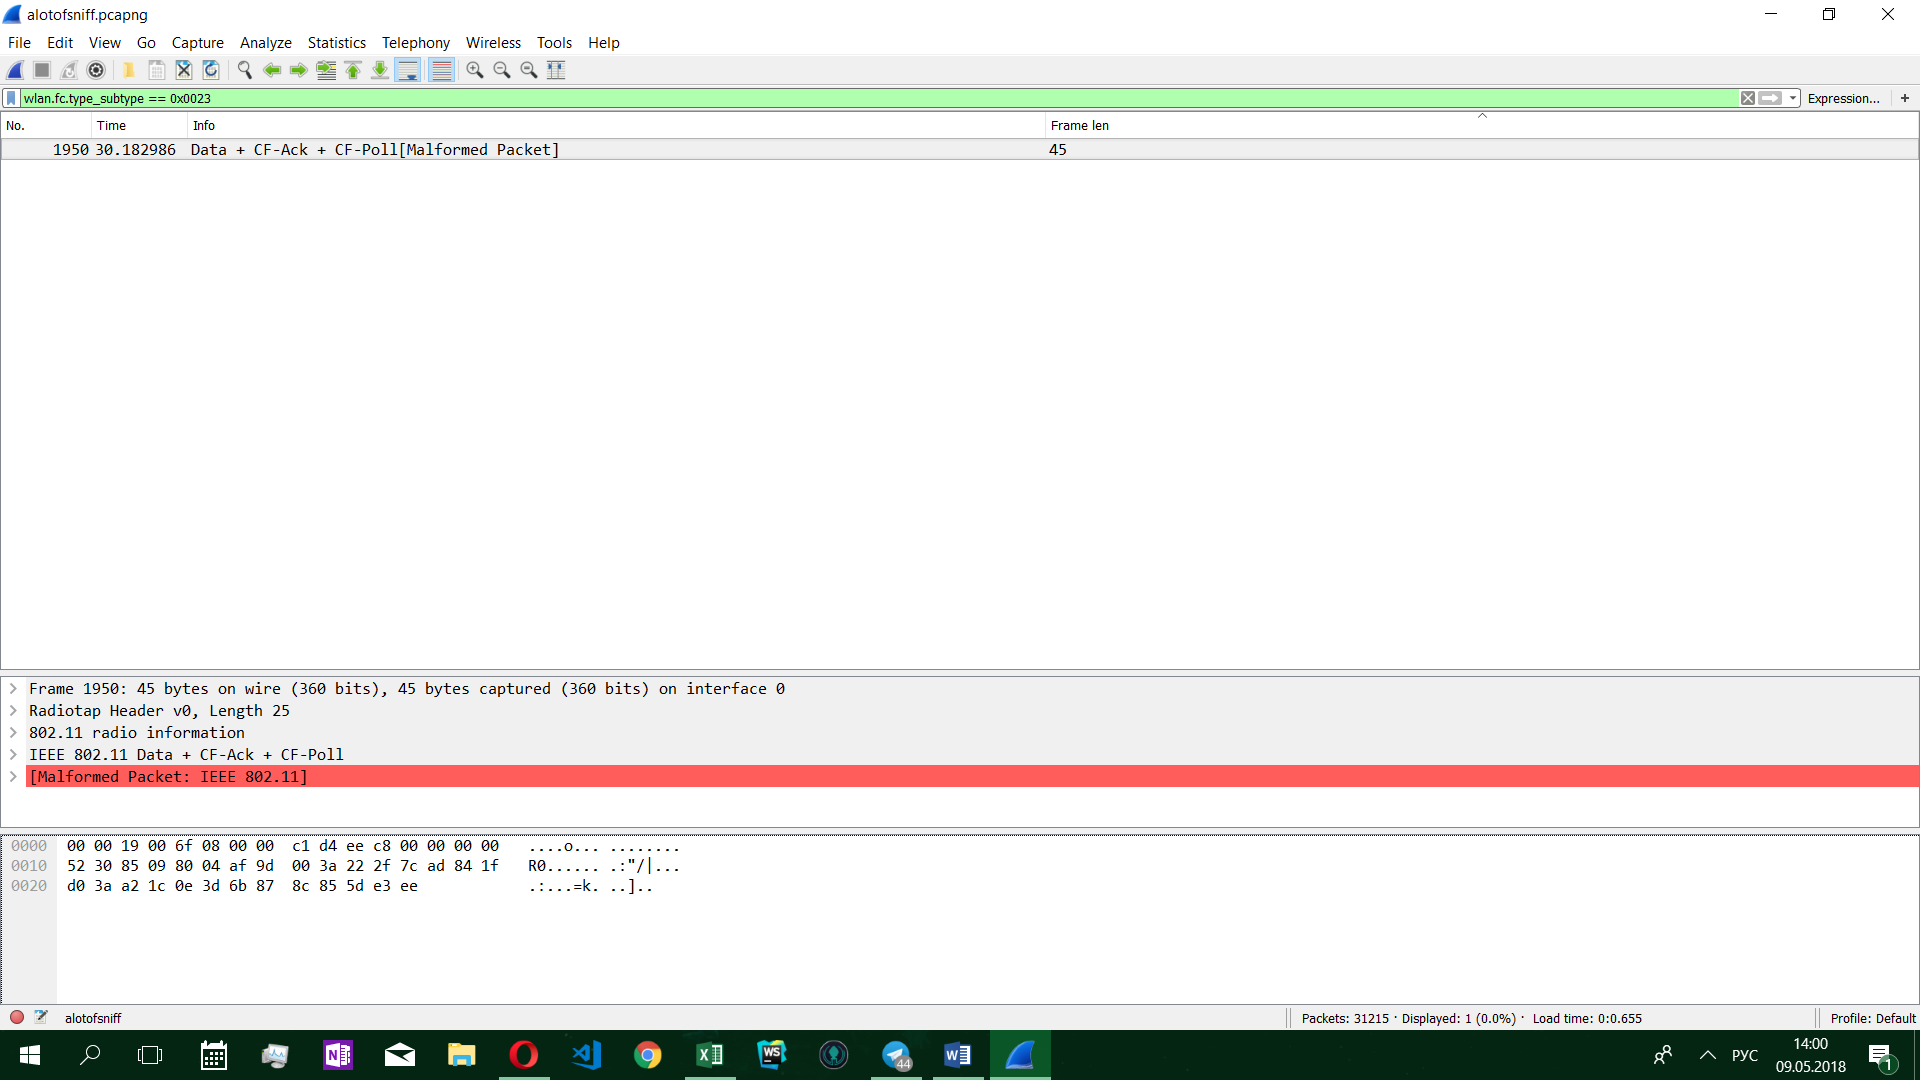 alotofsniff.pcapng
File Edit View Go Capture Analyze Statistics Telephony Wireless Tools Help
wlan.fc.type_subtype == 0x0023 Expression... +
No. Time Info Frame len
1950 30.182986 Data + CF-Ack + CF-Poll[Malformed Packet] 45
Frame 1950: 45 bytes on wire (360 bits), 45 bytes captured (360 bits) on interface 0
Radiotap Header v0, Length 25
802.11 radio information
IEEE 802.11 Data + CF-Ack + CF-Poll
[Malformed Packet: IEEE 802.11]
0000 00 00 19 00 6f 08 00 00 c1 d4 ee c8 00 00 00 00 ....o... ........
0010 52 30 85 09 80 04 af 9d 00 3a 22 2f 7c ad 84 1f R0...... .:"/|...
0020 d0 3a a2 1c 0e 3d 6b 87 8c 85 5d e3 ee .:...=k. ..]..
alotofsniff Packets: 31215 · Displayed: 1 (0.0%) · Load time: 0:0.655 Profile: Default
N WS 44 W РУС 14:00
09.05.2018 1